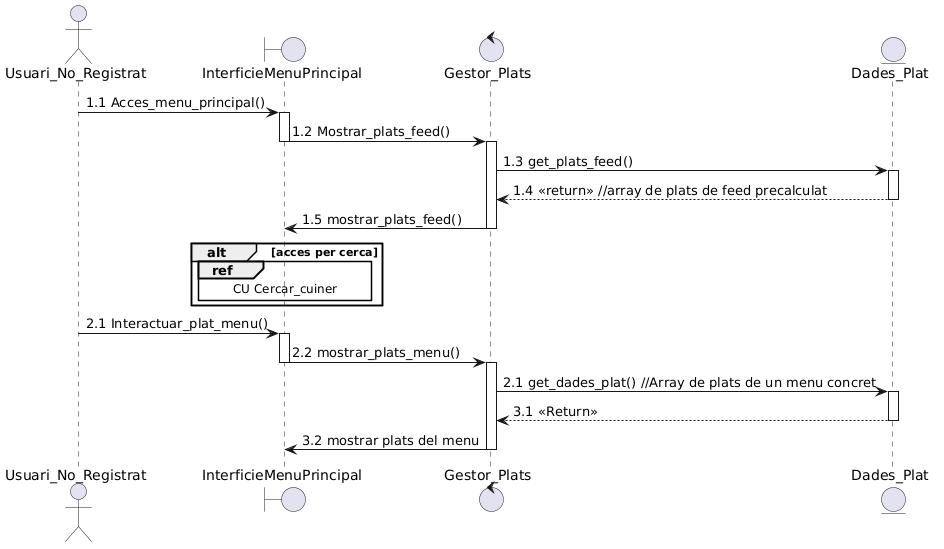 Usuari_No_Registrat
InterficieMenuPrincipal
Gestor_Plats
Dades_Plat
1.1 Acces_menu_principal()
1.2 Mostrar_plats_feed()
1.3 get_plats_feed()
1.4 «return» //array de plats de feed precalculat
1.5 mostrar_plats_feed()
alt [acces per cerca]
ref
CU Cercar_cuiner
2.1 Interactuar_plat_menu()
2.2 mostrar_plats_menu()
2.1 get_dades_plat() //Array de plats de un menu concret
3.1 «Return»
3.2 mostrar plats del menu
Usuari_No_Registrat
InterficieMenuPrincipal
Gestor_Plats
Dades_Plat